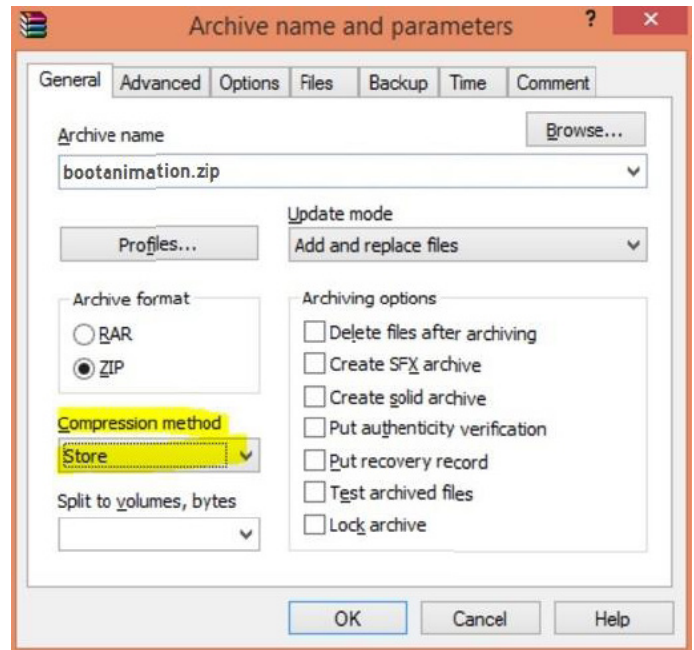 Archive name and parameters ?
General Advanced Options Files Backup Time Comment
Archive name
Browse...
bootanimation.zip
Update mode
Profiles...
Add and replace files
Archive format
RAR
ZIP
Archiving options
Delete files after archiving
Create SFX archive
Create solid archive
Put authenticity verification
Put recovery record
Test archived files
Lock archive
Compression method
Store
Split to volumes, bytes
OK Cancel Help